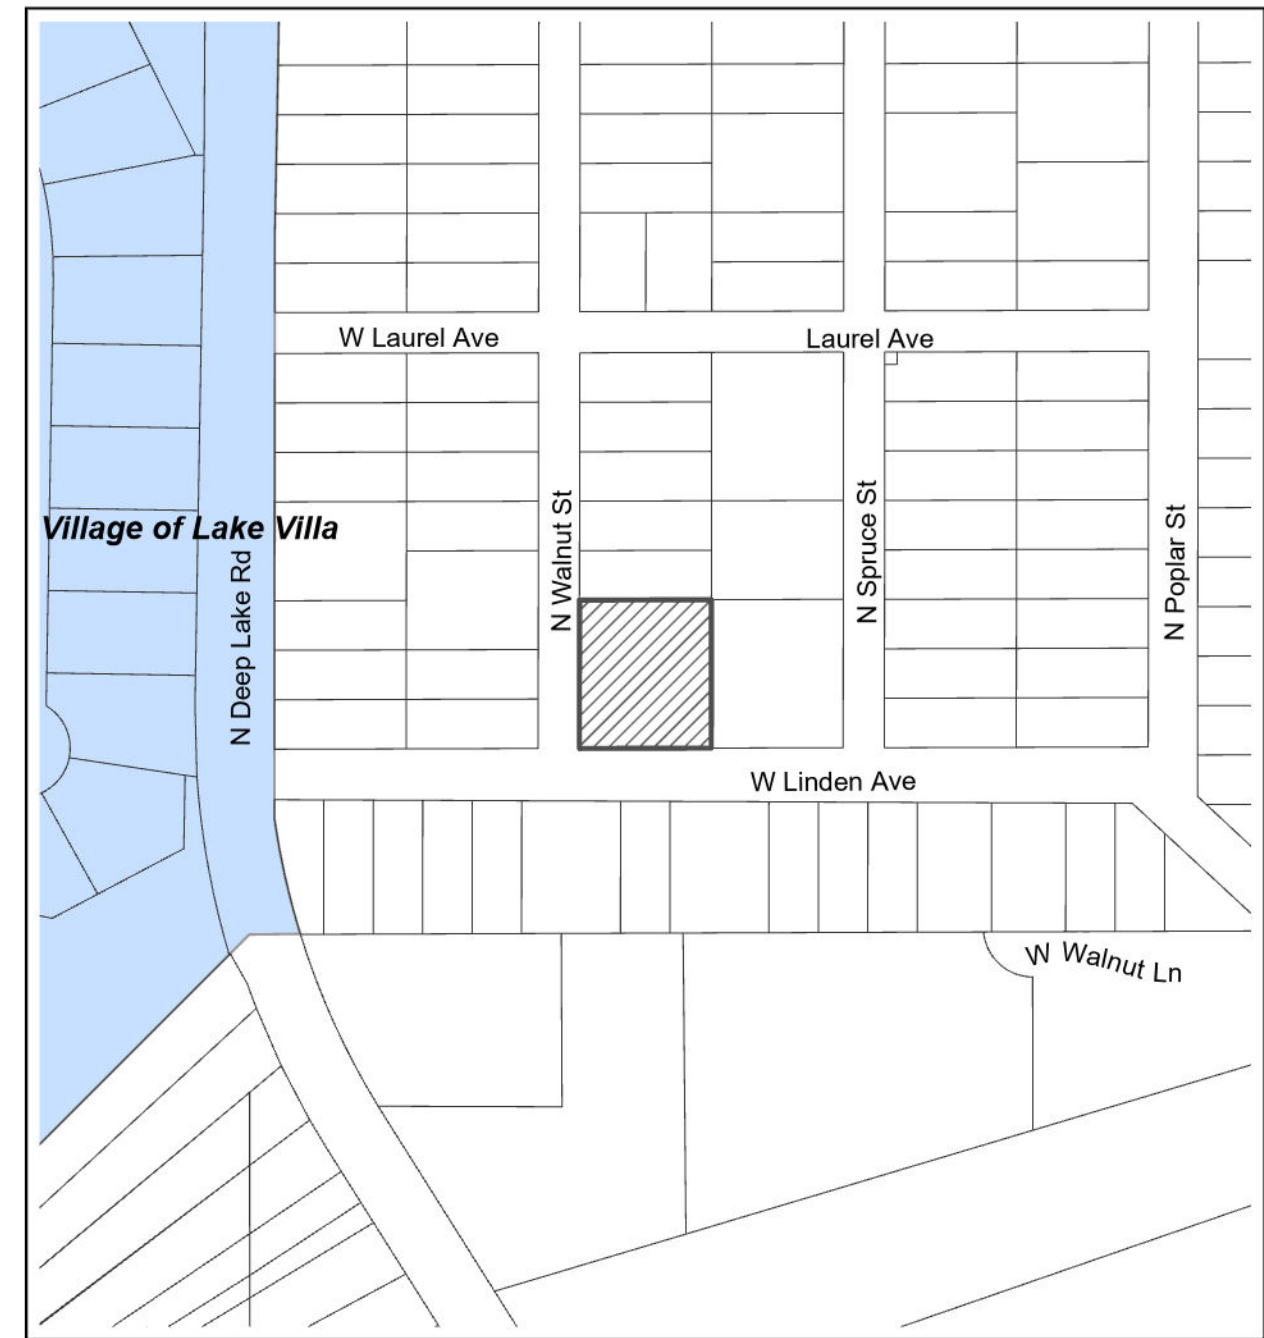 W Laurel Ave
Laurel Ave
Village of Lake Villa
N Deep Lake Rd
N Walnut St
N Spruce St
N Poplar St
W Linden Ave
W Walnut Ln